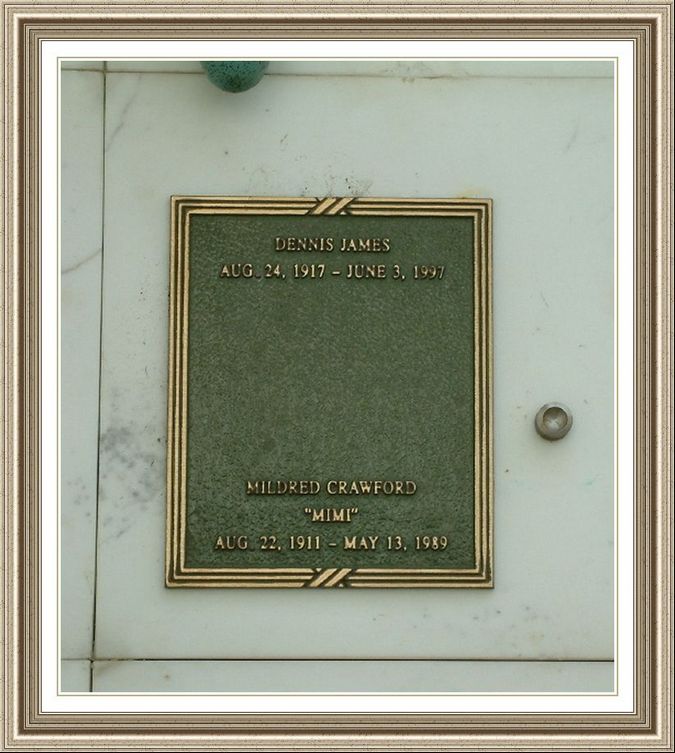 DENNIS JAMES
AUG. 24, 1917 – JUNE 3, 1997
MILDRED CRAWFORD
"MIMI"
AUG. 22, 1911 – MAY 13, 1989